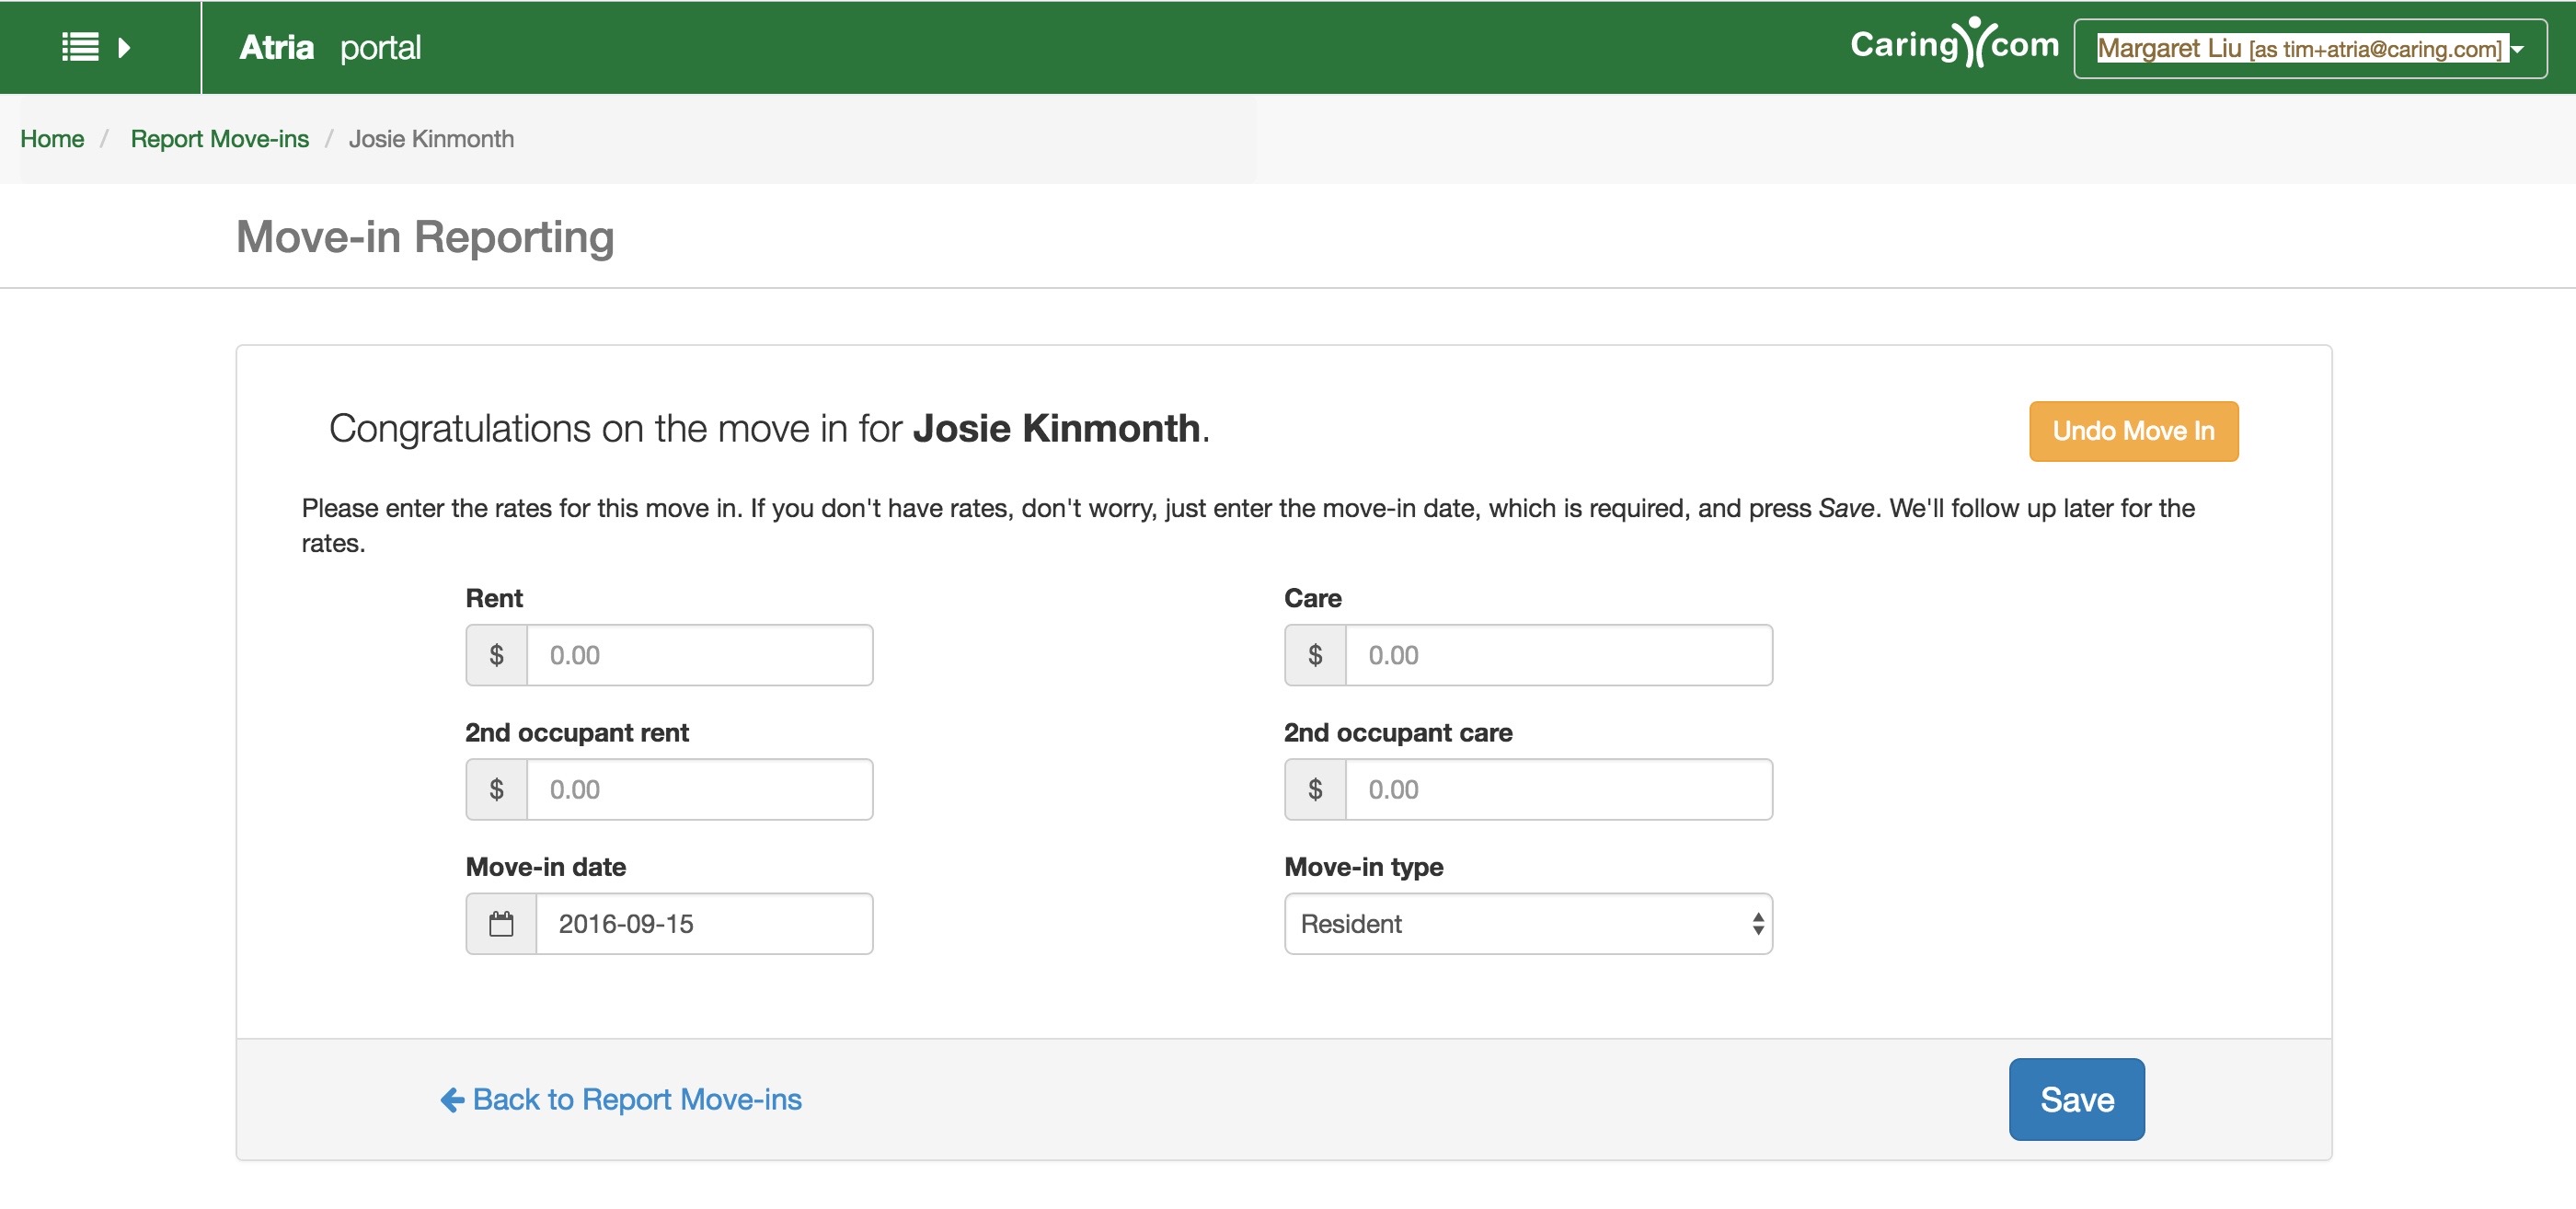 Atria portal
Caring com
Margaret Liu [as tim+atria@caring.com]
Home / Report Move-ins / Josie Kinmonth
Move-in Reporting
Congratulations on the move in for Josie Kinmonth.
Undo Move In
Please enter the rates for this move in. If you don't have rates, don't worry, just enter the move-in date, which is required, and press Save. We'll follow up later for the
rates.
Rent
$ 0.00
Care
$ 0.00
2nd occupant rent
$ 0.00
2nd occupant care
$ 0.00
Move-in date
2016-09-15
Move-in type
Resident
Back to Report Move-ins
Save